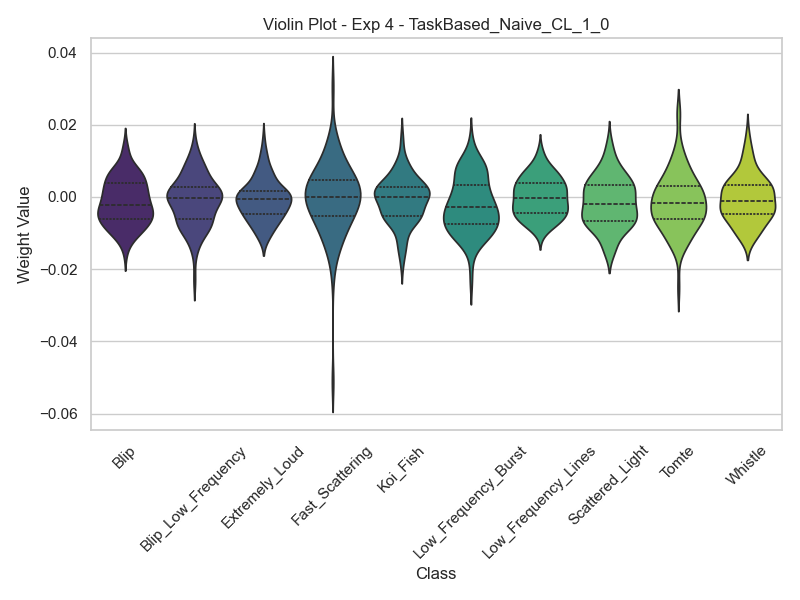 Violin Plot - Exp 4 - TaskBased_Naive_CL_1_0
Weight Value
0.04
0.02
0.00
−0.02
−0.04
−0.06
Blip
Blip_Low_Frequency
Extremely_Loud
Fast_Scattering
Koi_Fish
Low_Frequency_Burst
Low_Frequency_Lines
Scattered_Light
Tomte
Whistle
Class